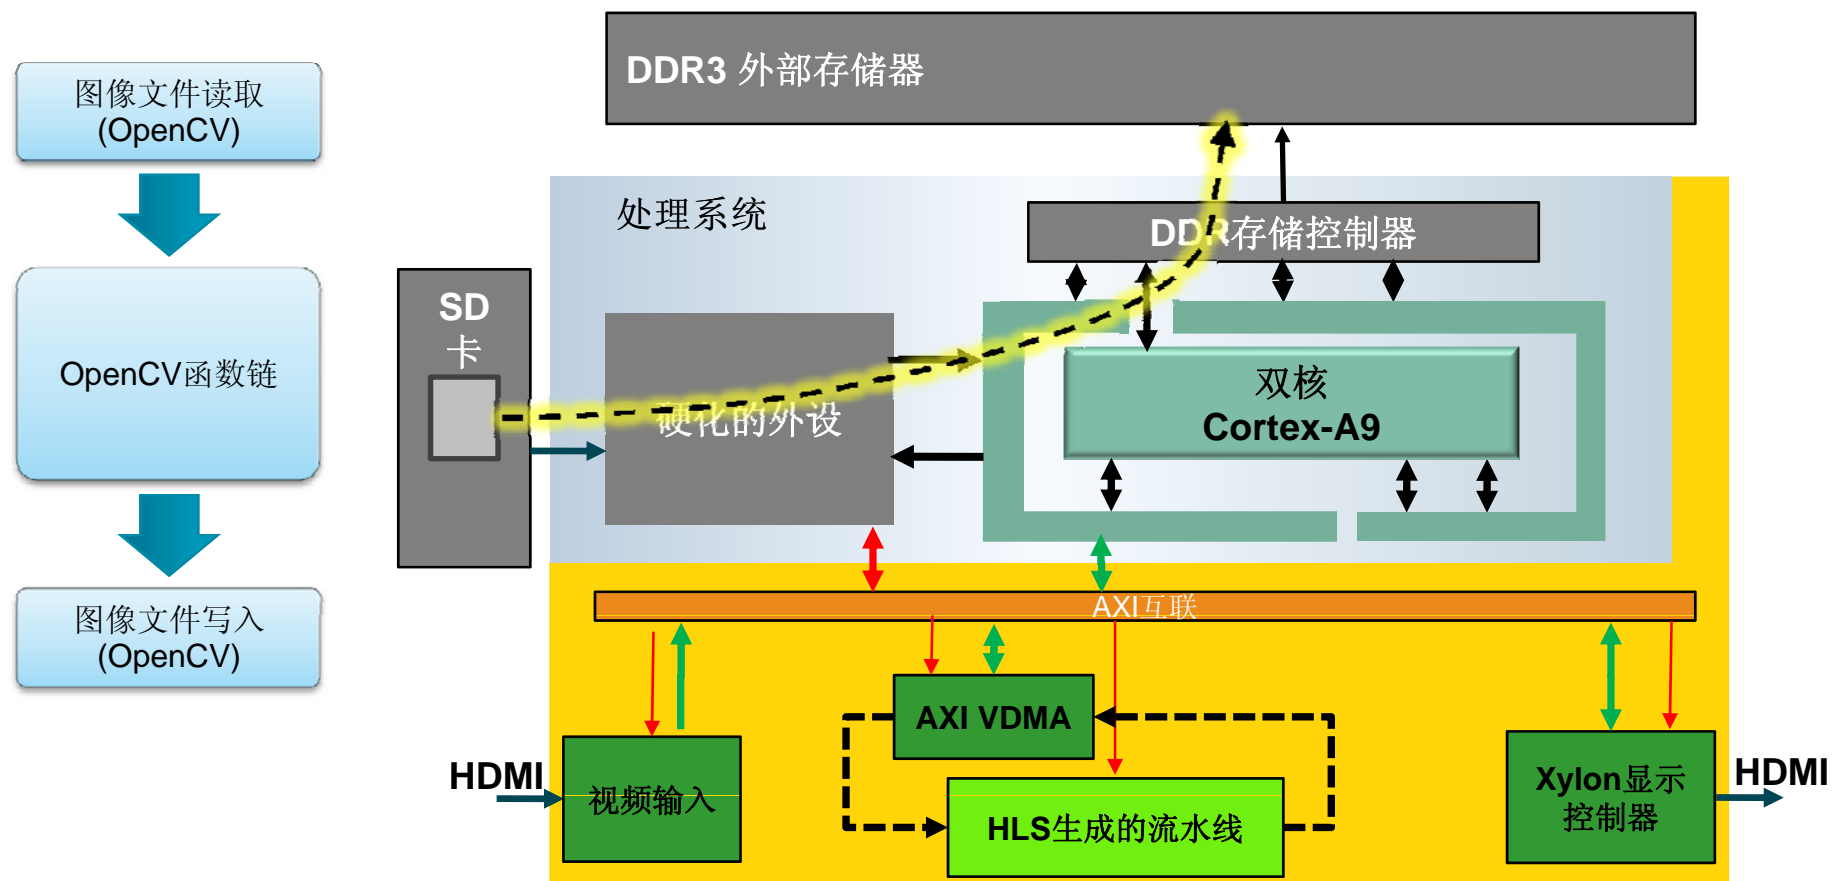 图像文件读取
(OpenCV)
OpenCV函数链
图像文件写入
(OpenCV)
DDR3 外部存储器
处理系统
DDR存储控制器
SD
卡
硬化的外设
双核
Cortex-A9
AXI互联
AXI VDMA
HDMI
视频输入
HLS生成的流水线
Xylon显示
控制器
HDMI